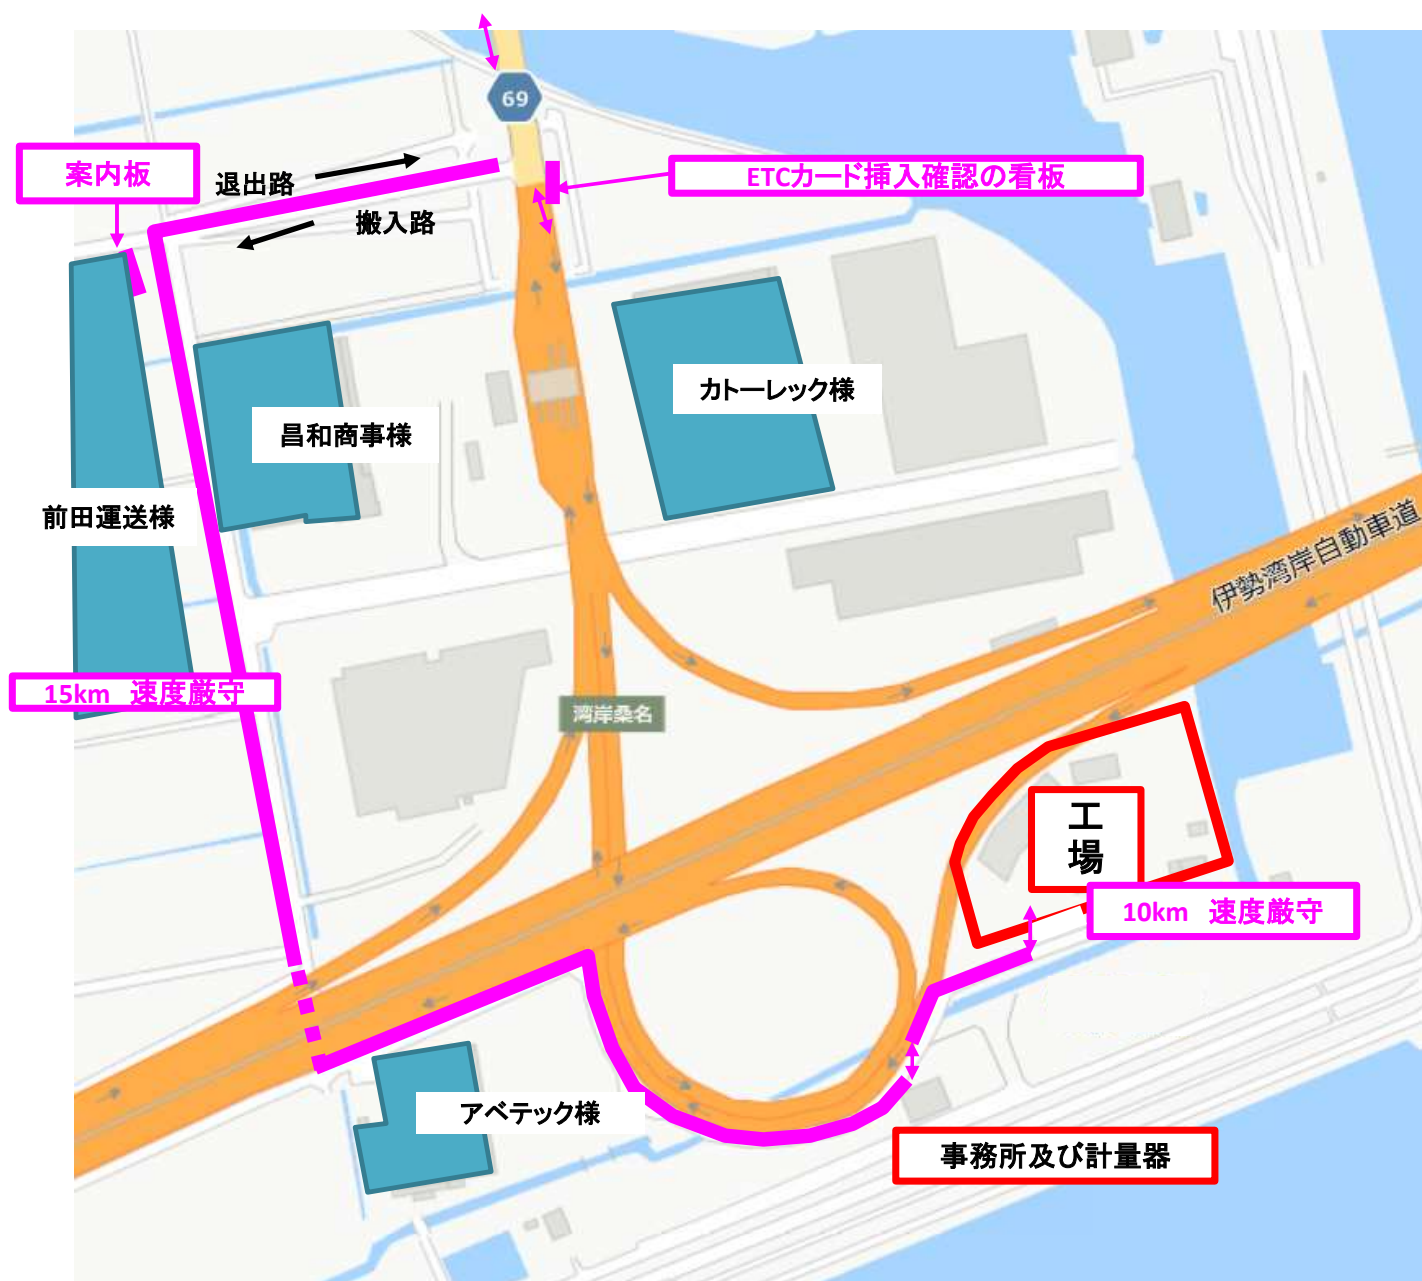 69
案内板
退出路
ETCカード挿入確認の看板
搬入路
カトーレック様
昌和商事様
前田運送様
伊勢湾岸自動車道
15km 速度厳守
湾岸桑名
工
場
10km 速度厳守
アベテック様
事務所及び計量器